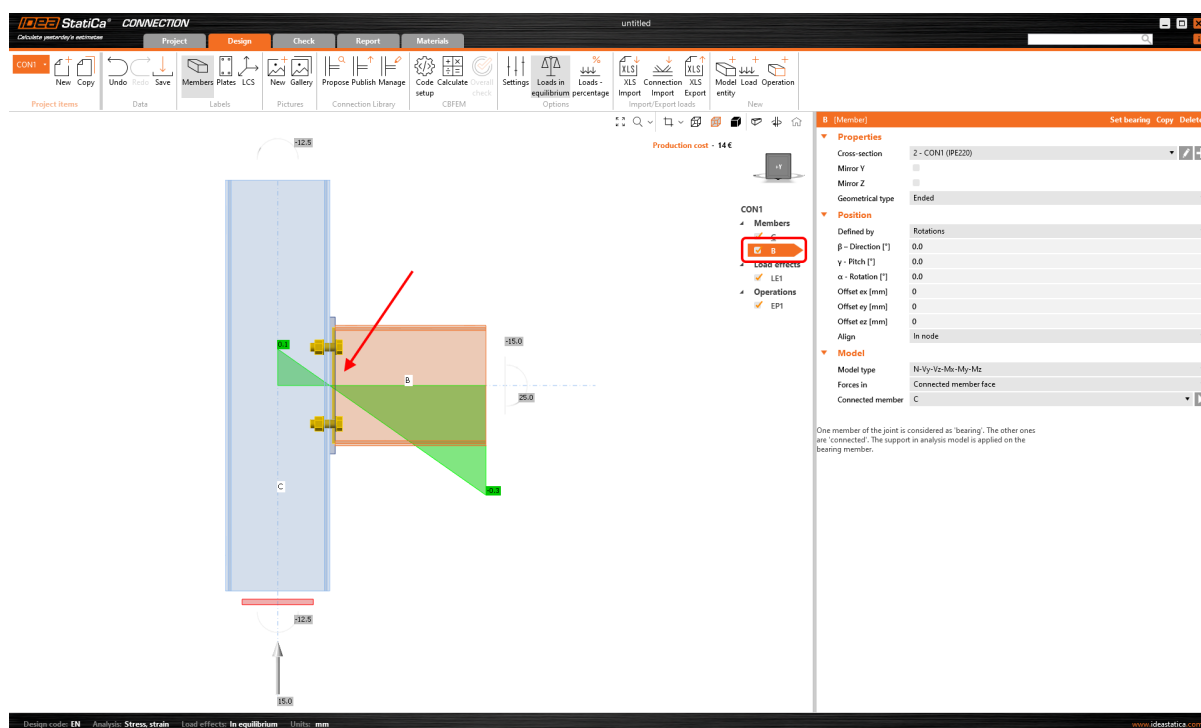 IDEA StatiCa® CONNECTION
untitled
Calculate yesterday's estimates
Project Design Check Report Materials
CON1
New Copy
Undo Redo Save
Members Plates LCS
New Gallery
Propose Publish Manage
Code setup
Calculate
Overall check
Settings
Loads in equilibrium
Loads - percentage
XLS Import
Connection Import
XLS Export
Model entity
Load
Operation
Project items
Data
Labels
Pictures
Connection Library
CBFEM
Options
Import/Export loads
New
Production cost - 14 €
+Y
CON1
Members
C
B
Load effects
LE1
Operations
EP1
-12.5
0.1
-15.0
B
25.0
C
-0.3
-12.5
15.0
B [Member]
Set bearing Copy Delete
Properties
Cross-section 2 - CON1 (IPE220)
Mirror Y
Mirror Z
Geometrical type Ended
Position
Defined by Rotations
β – Direction [°] 0.0
γ - Pitch [°] 0.0
α - Rotation [°] 0.0
Offset ex [mm] 0
Offset ey [mm] 0
Offset ez [mm] 0
Align In node
Model
Model type N-Vy-Vz-Mx-My-Mz
Forces in Connected member face
Connected member C
One member of the joint is considered as 'bearing'. The other ones
are 'connected'. The support in analysis model is applied on the
bearing member.
Design code: EN Analysis: Stress, strain Load effects: In equilibrium Units: mm
www.ideastatica.com